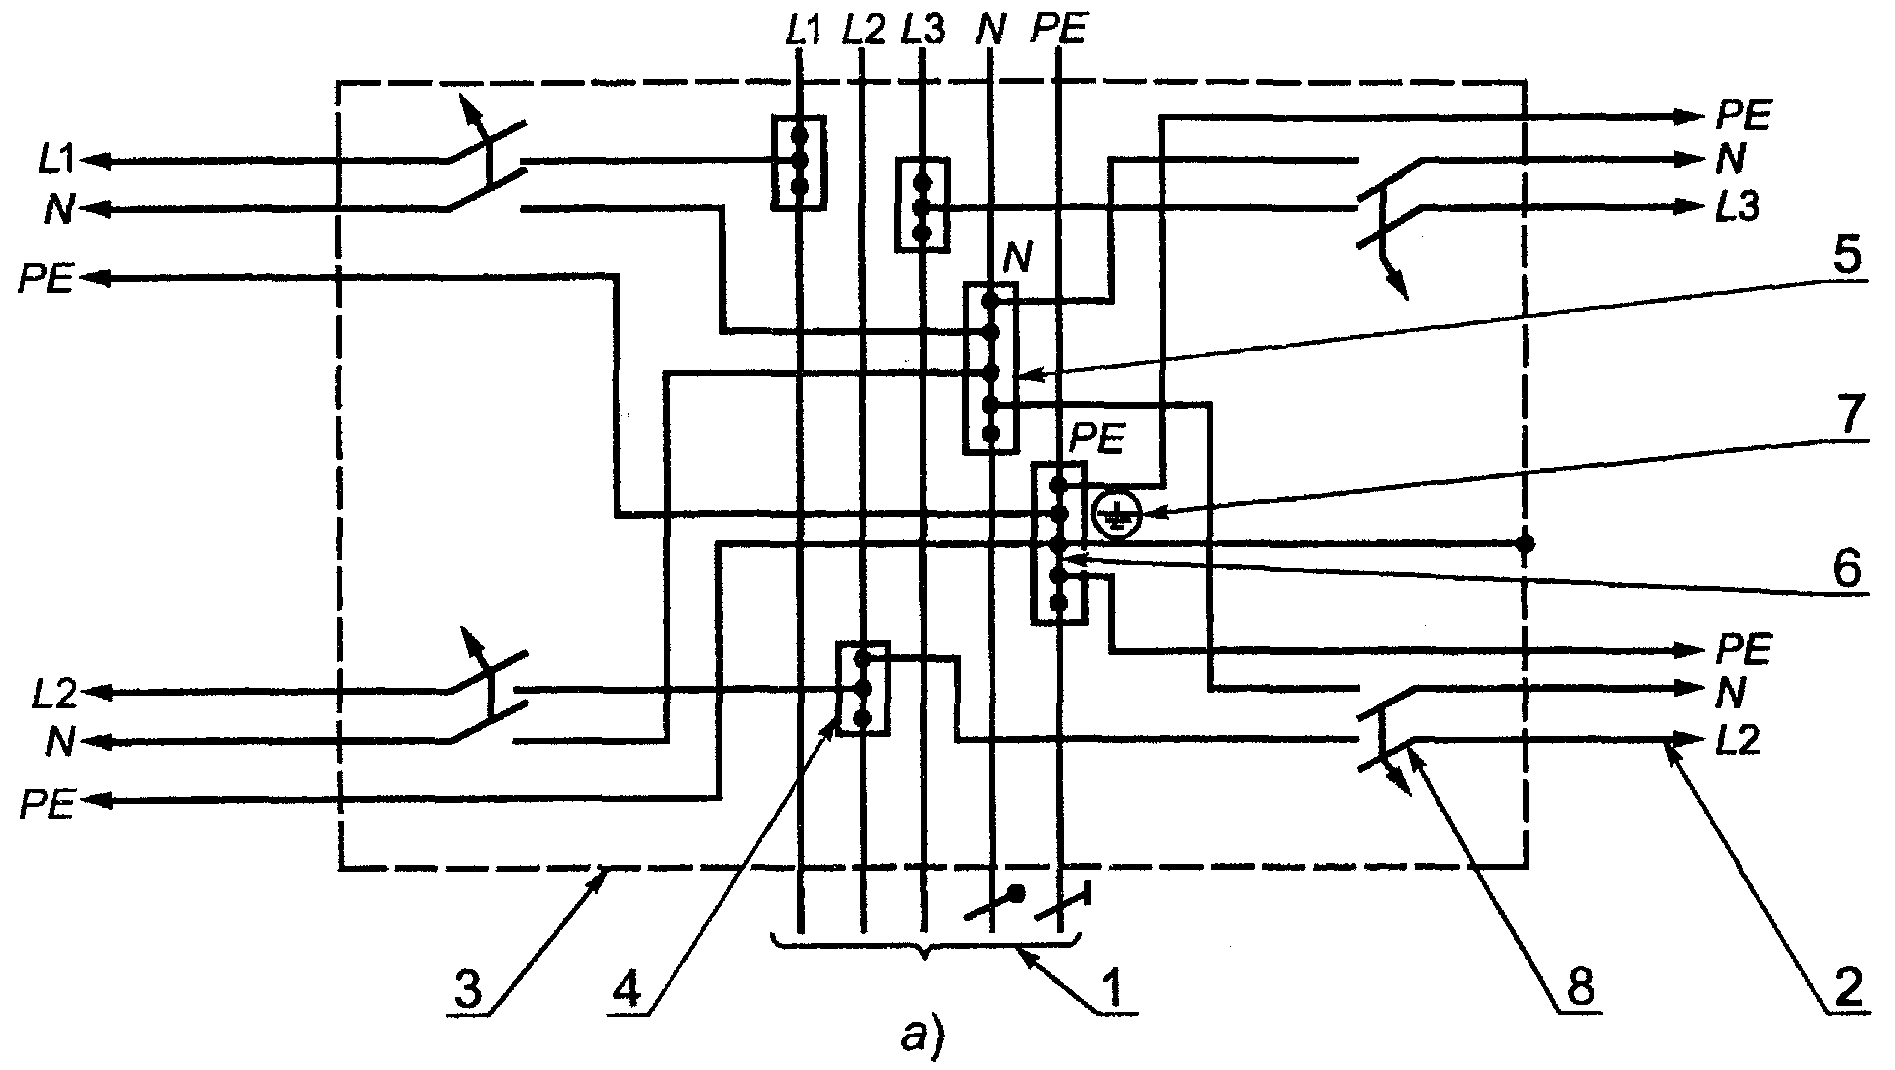 L1 L2 L3 N PE
PE
L1 N
N L3
5
N
PE
7
PE
6
PE
L2 N
N L2
PE
3 4 1 8 2
a)